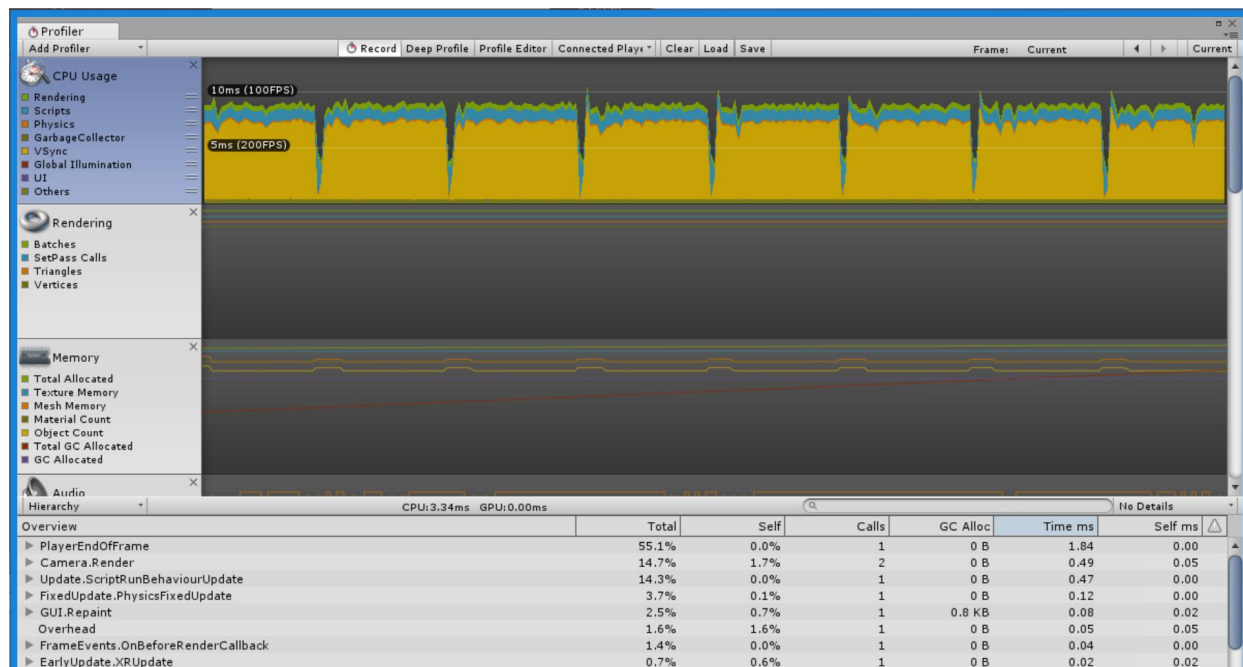 Profiler
Add Profiler Record Deep Profile Profile Editor Connected Playe Clear Load Save Frame: Current Current
CPU Usage
Rendering
Scripts
Physics
GarbageCollector
VSync
Global Illumination
UI
Others
10ms (100FPS)
5ms (200FPS)
Rendering
Batches
SetPass Calls
Triangles
Vertices
Memory
Total Allocated
Texture Memory
Mesh Memory
Material Count
Object Count
Total GC Allocated
GC Allocated
Audio
Hierarchy CPU:3.34ms GPU:0.00ms No Details
Overview Total Self Calls GC Alloc Time ms Self ms
PlayerEndOfFrame 55.1% 0.0% 1 0 B 1.84 0.00
Camera.Render 14.7% 1.7% 2 0 B 0.49 0.05
Update.ScriptRunBehaviourUpdate 14.3% 0.0% 1 0 B 0.47 0.00
FixedUpdate.PhysicsFixedUpdate 3.7% 0.1% 1 0 B 0.12 0.00
GUI.Repaint 2.5% 0.7% 1 0.8 KB 0.08 0.02
Overhead 1.6% 1.6% 1 0 B 0.05 0.05
FrameEvents.OnBeforeRenderCallback 1.4% 0.0% 1 0 B 0.04 0.00
EarlyUpdate.XRUpdate 0.7% 0.6% 1 0 B 0.02 0.02